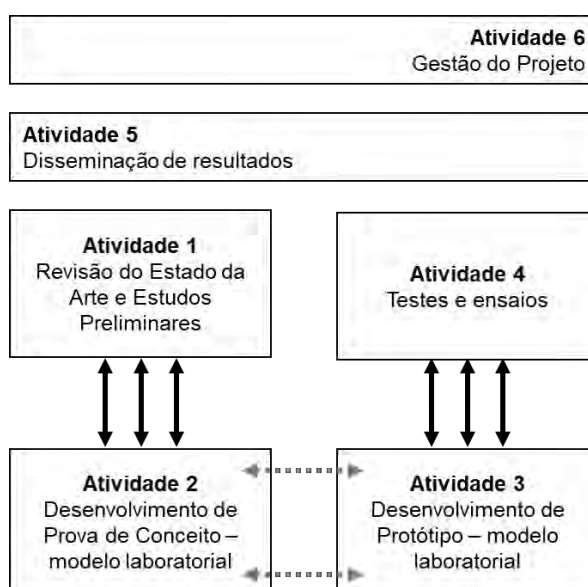 Atividade 6
Gestão do Projeto
Atividade 5
Disseminação de resultados
Atividade 1
Revisão do Estado da
Arte e Estudos
Preliminares
Atividade 4
Testes e ensaios
Atividade 2
Desenvolvimento de
Prova de Conceito –
modelo laboratorial
Atividade 3
Desenvolvimento de
Protótipo – modelo
laboratorial